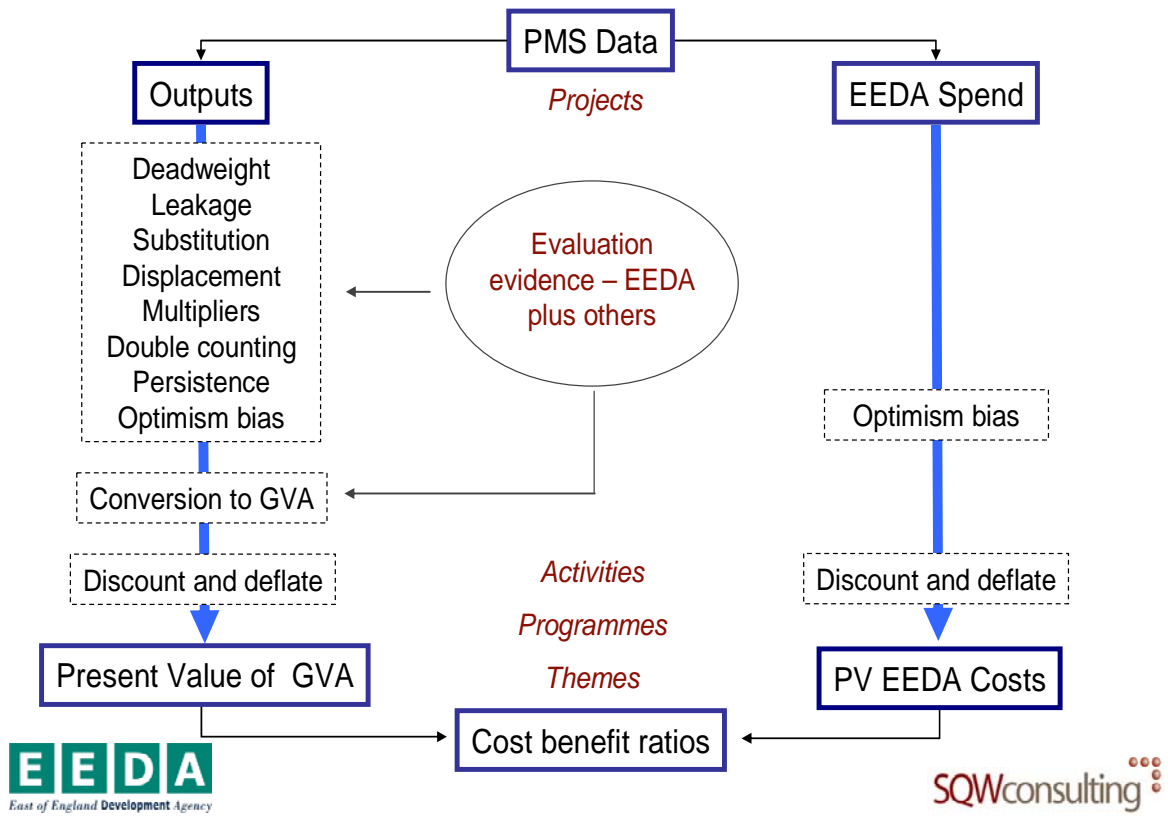 PMS Data
Outputs
Projects
EEDA Spend
Deadweight
Leakage
Substitution
Displacement
Multipliers
Double counting
Persistence
Optimism bias
Evaluation
evidence – EEDA
plus others
Optimism bias
Conversion to GVA
Discount and deflate
Activities
Programmes
Themes
Discount and deflate
Present Value of GVA
PV EEDA Costs
Cost benefit ratios
EEDA
East of England Development Agency
SQWconsulting